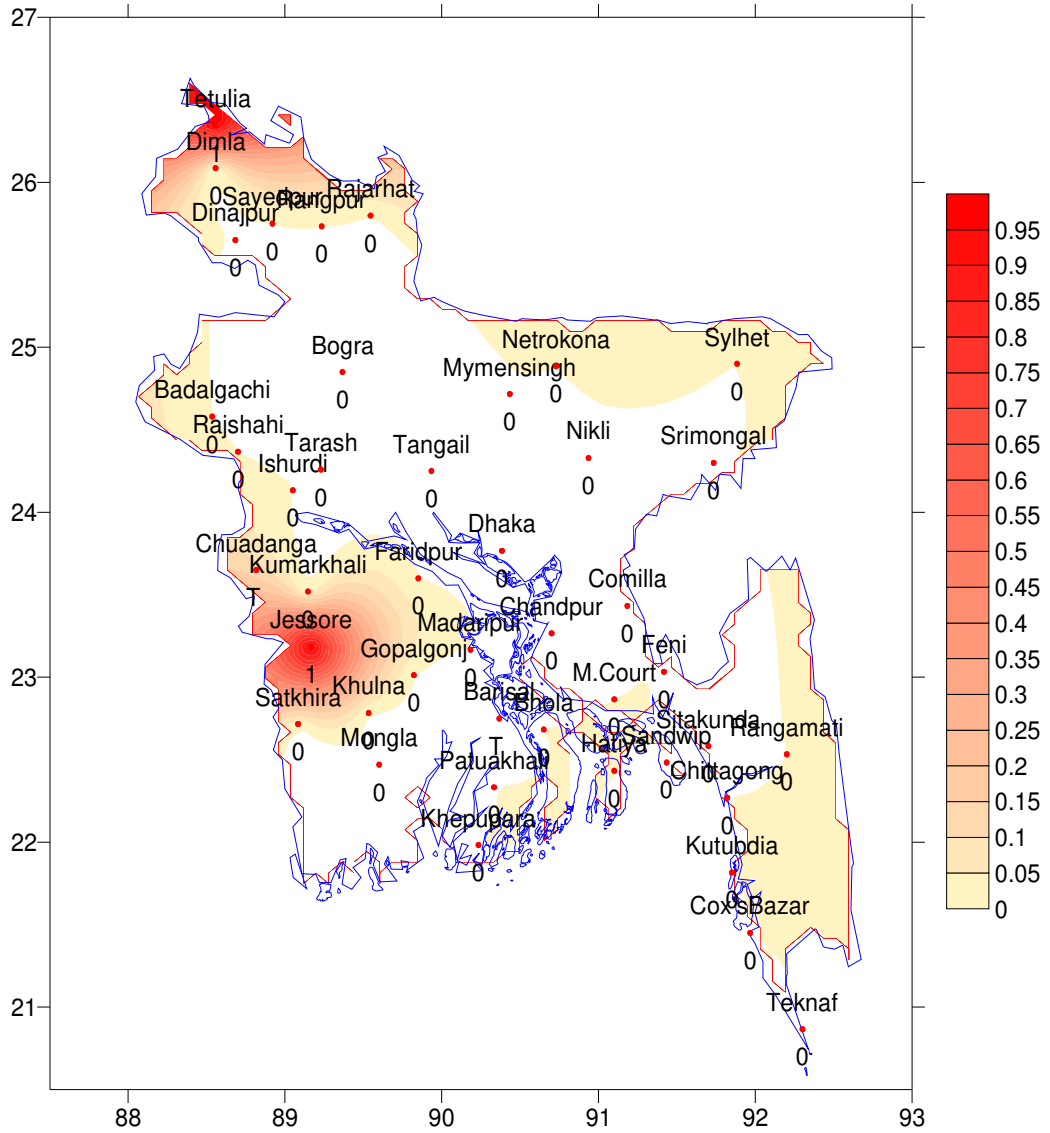 27
26
25
24
23
22
21
88
89
90
91
92
93
Tetulia
1
Dimla
0
Sayedpur
0
Rangpur
0
Rajarhat
0
Dinajpur
0
Bogra
0
Netrokona
0
Sylhet
0
Mymensingh
0
Badalgachi
0
Rajshahi
0
Tarash
0
Tangail
0
Nikli
0
Srimongal
0
Ishurdi
0
Dhaka
0
Chuadanga
T
Kumarkhali
0
Faridpur
0
Comilla
0
Jessore
1
Madaripur
0
Chandpur
0
Gopalgonj
0
Feni
0
M.Court
0
Satkhira
0
Khulna
0
Barisal
T
Bhola
0
Mongla
0
Hatiya
0
Sandwip
0
Sitakunda
0
Rangamati
0
Patuakhali
0
Chittagong
0
Khepupara
0
Kutubdia
0
Cox'sBazar
0
Teknaf
0
0.95
0.9
0.85
0.8
0.75
0.7
0.65
0.6
0.55
0.5
0.45
0.4
0.35
0.3
0.25
0.2
0.15
0.1
0.05
0